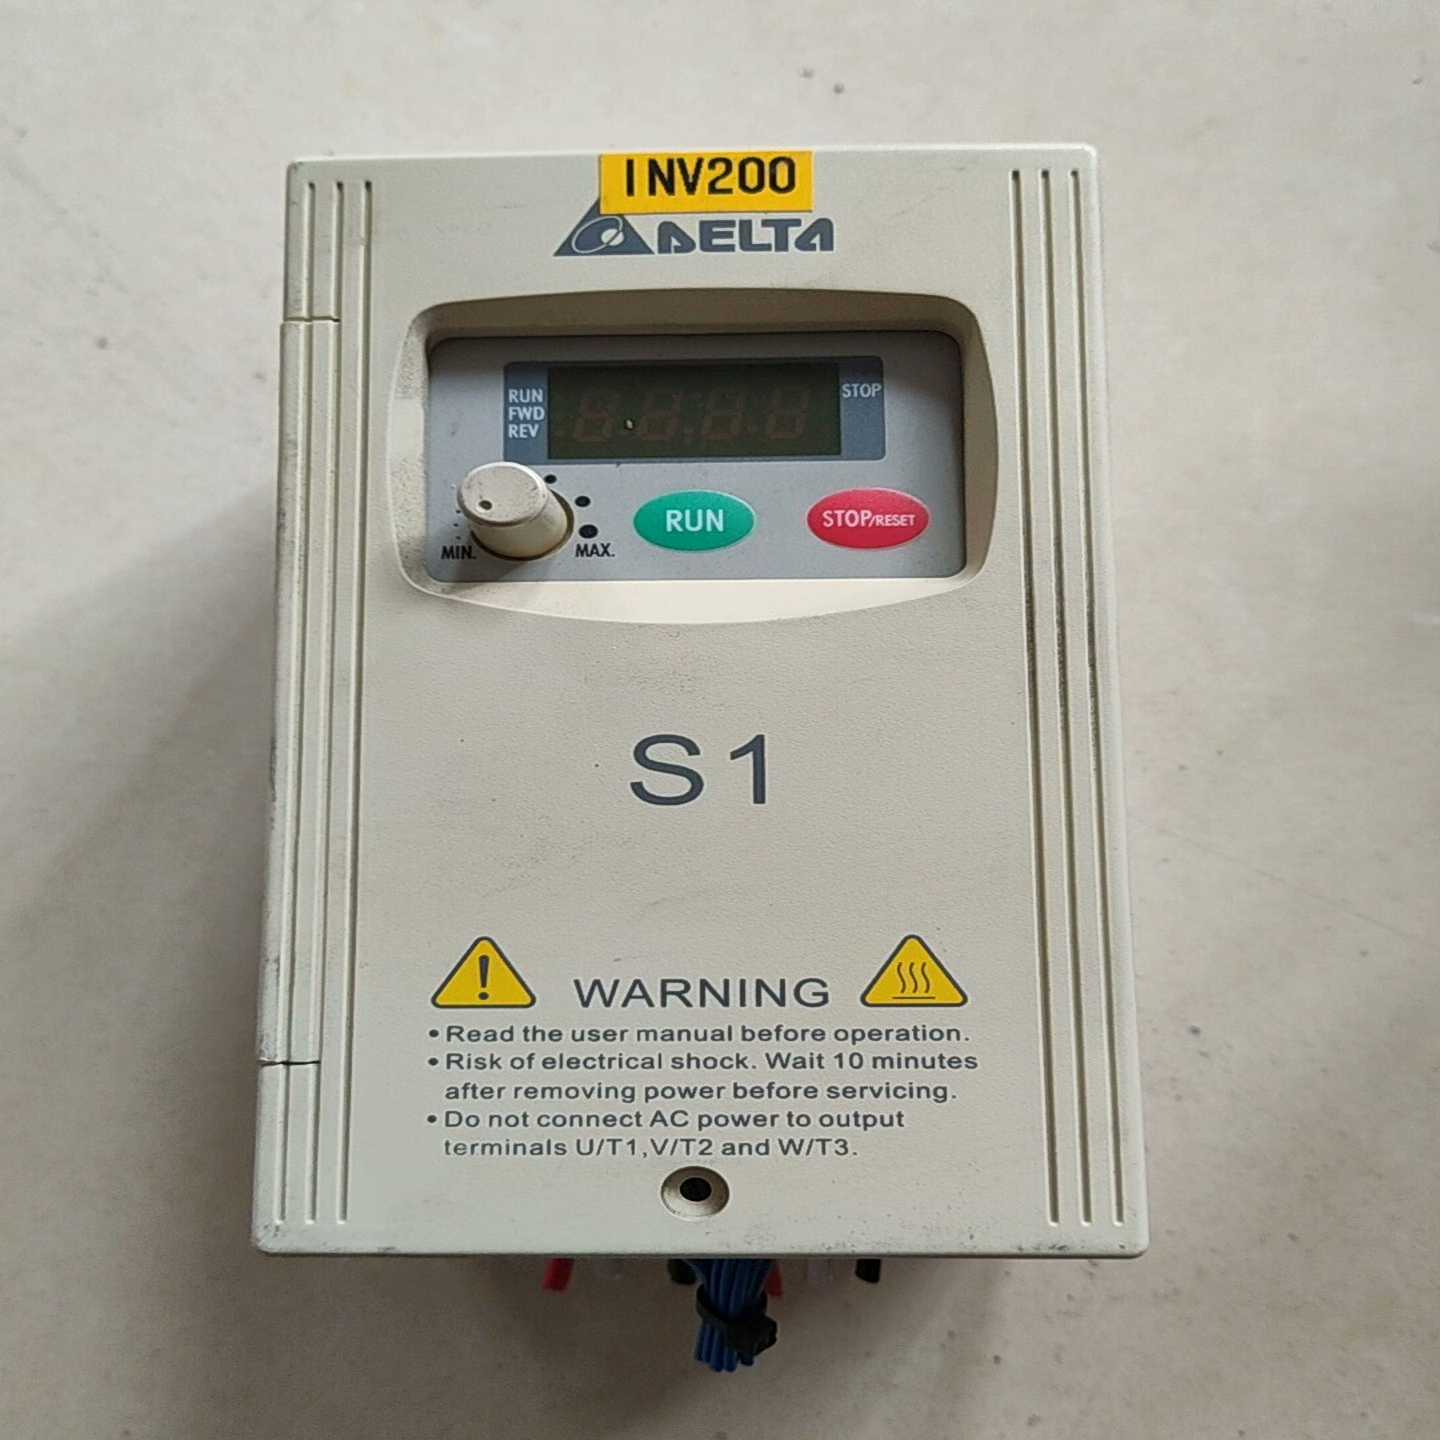 INV200
DELTA
RUN
FWD
REV
STOP
MIN.
MAX.
RUN
STOP/RESET
S1
WARNING
•Read the user manual before operation.
•Risk of electrical shock. Wait 10 minutes
after removing power before servicing.
•Do not connect AC power to output
terminals U/T1,V/T2 and W/T3.